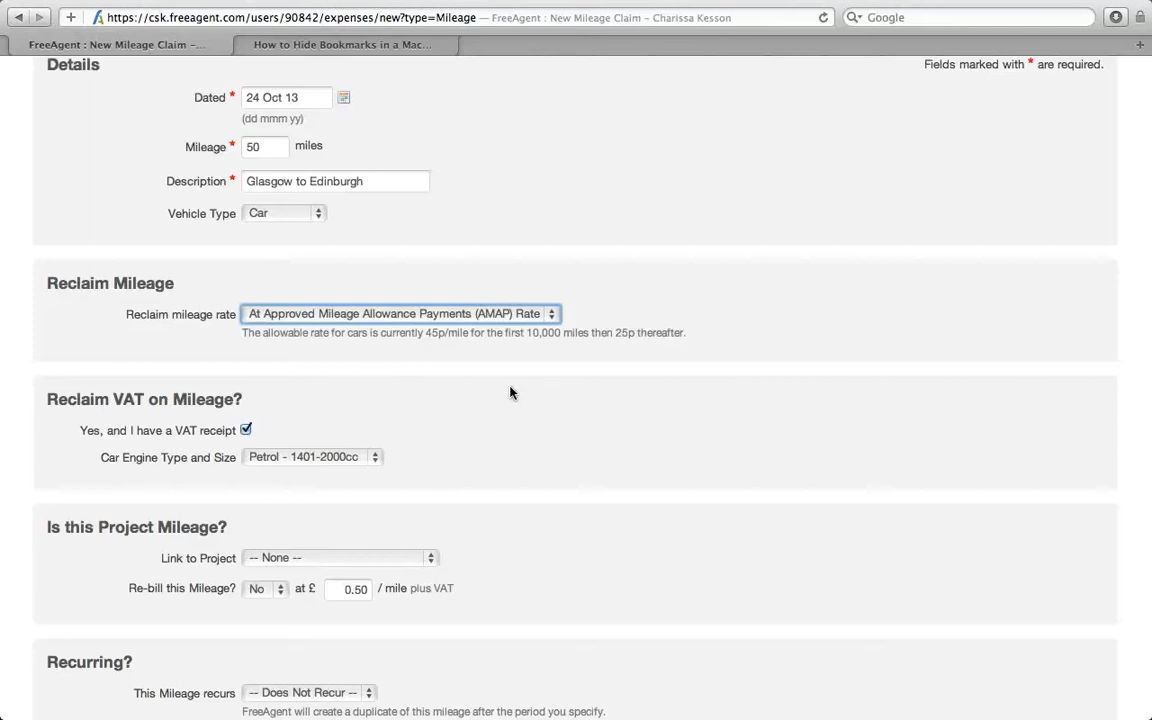 https://csk.freeagent.com/users/90842/expenses/new?type=Mileage — FreeAgent : New Mileage Claim – Charissa Kesson
Google
FreeAgent : New Mileage Claim –...
How to Hide Bookmarks in a Mac...
Details
Fields marked with * are required.
Dated * 24 Oct 13
(dd mmm yy)
Mileage * 50 miles
Description * Glasgow to Edinburgh
Vehicle Type Car
Reclaim Mileage
Reclaim mileage rate At Approved Mileage Allowance Payments (AMAP) Rate
The allowable rate for cars is currently 45p/mile for the first 10,000 miles then 25p thereafter.
Reclaim VAT on Mileage?
Yes, and I have a VAT receipt
Car Engine Type and Size Petrol - 1401-2000cc
Is this Project Mileage?
Link to Project -- None --
Re-bill this Mileage? No at £ 0.50 / mile plus VAT
Recurring?
This Mileage recurs -- Does Not Recur --
FreeAgent will create a duplicate of this mileage after the period you specify.